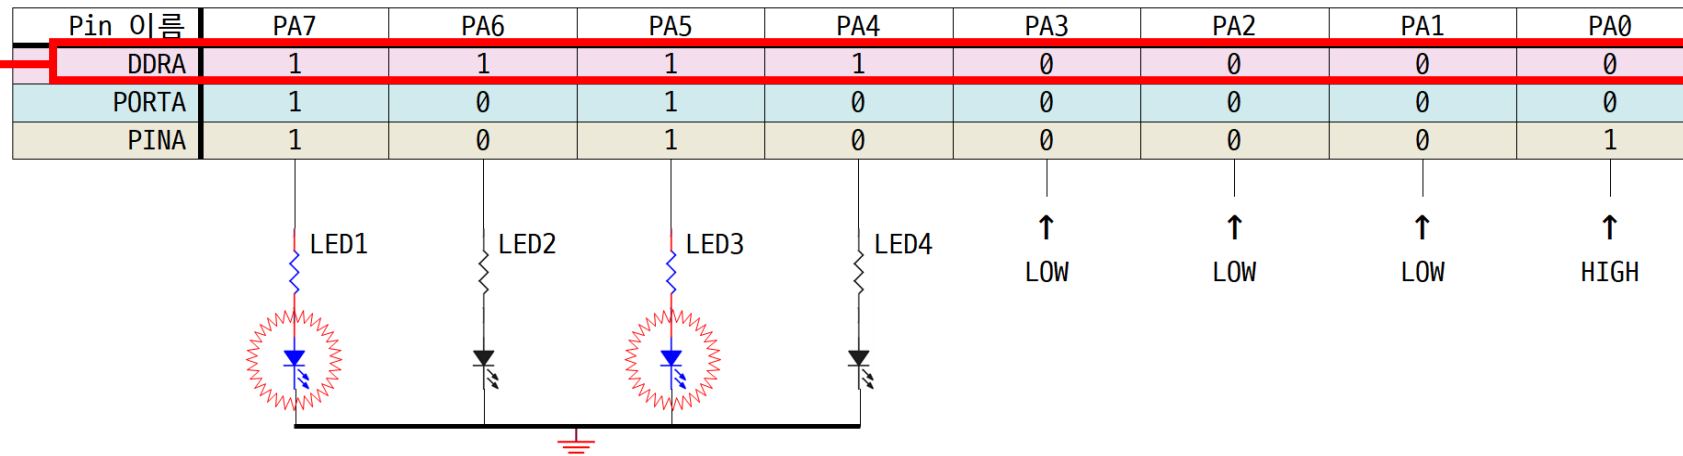 Pin 이름 PA7 PA6 PA5 PA4 PA3 PA2 PA1 PA0
DDRA 1 1 1 1 0 0 0 0
PORTA 1 0 1 0 0 0 0 0
PINA 1 0 1 0 0 0 0 1
LED1 LED2 LED3 LED4
↑ ↑ ↑ ↑
LOW LOW LOW HIGH